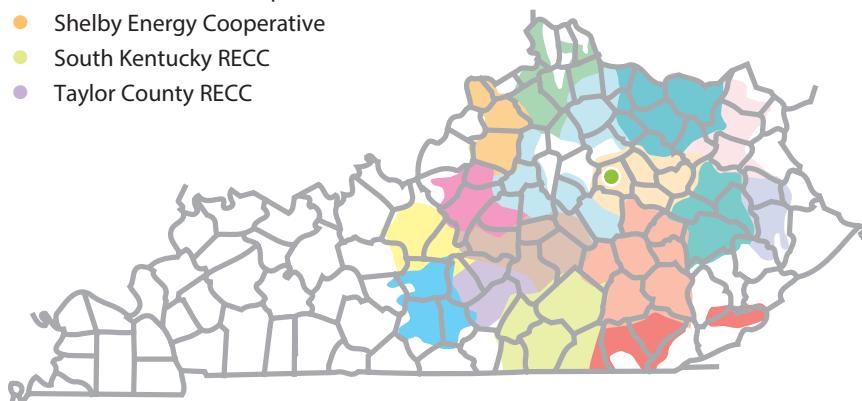 Shelby Energy Cooperative
South Kentucky RECC
Taylor County RECC